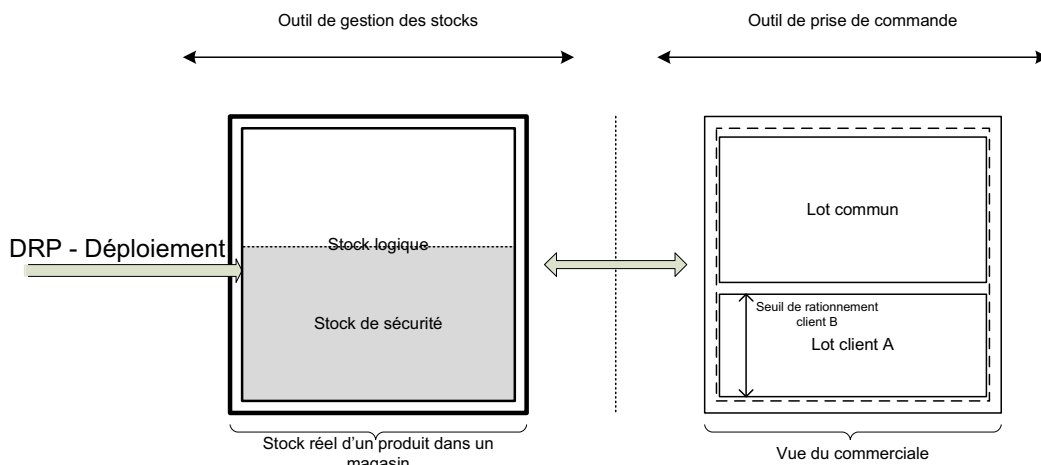 Outil de gestion des stocks
Outil de prise de commande
DRP - Déploiement
Stock logique
Stock de sécurité
Lot commun
Seuil de rationnement
client B
Lot client A
Stock réel d'un produit dans un
magasin
Vue du commerciale